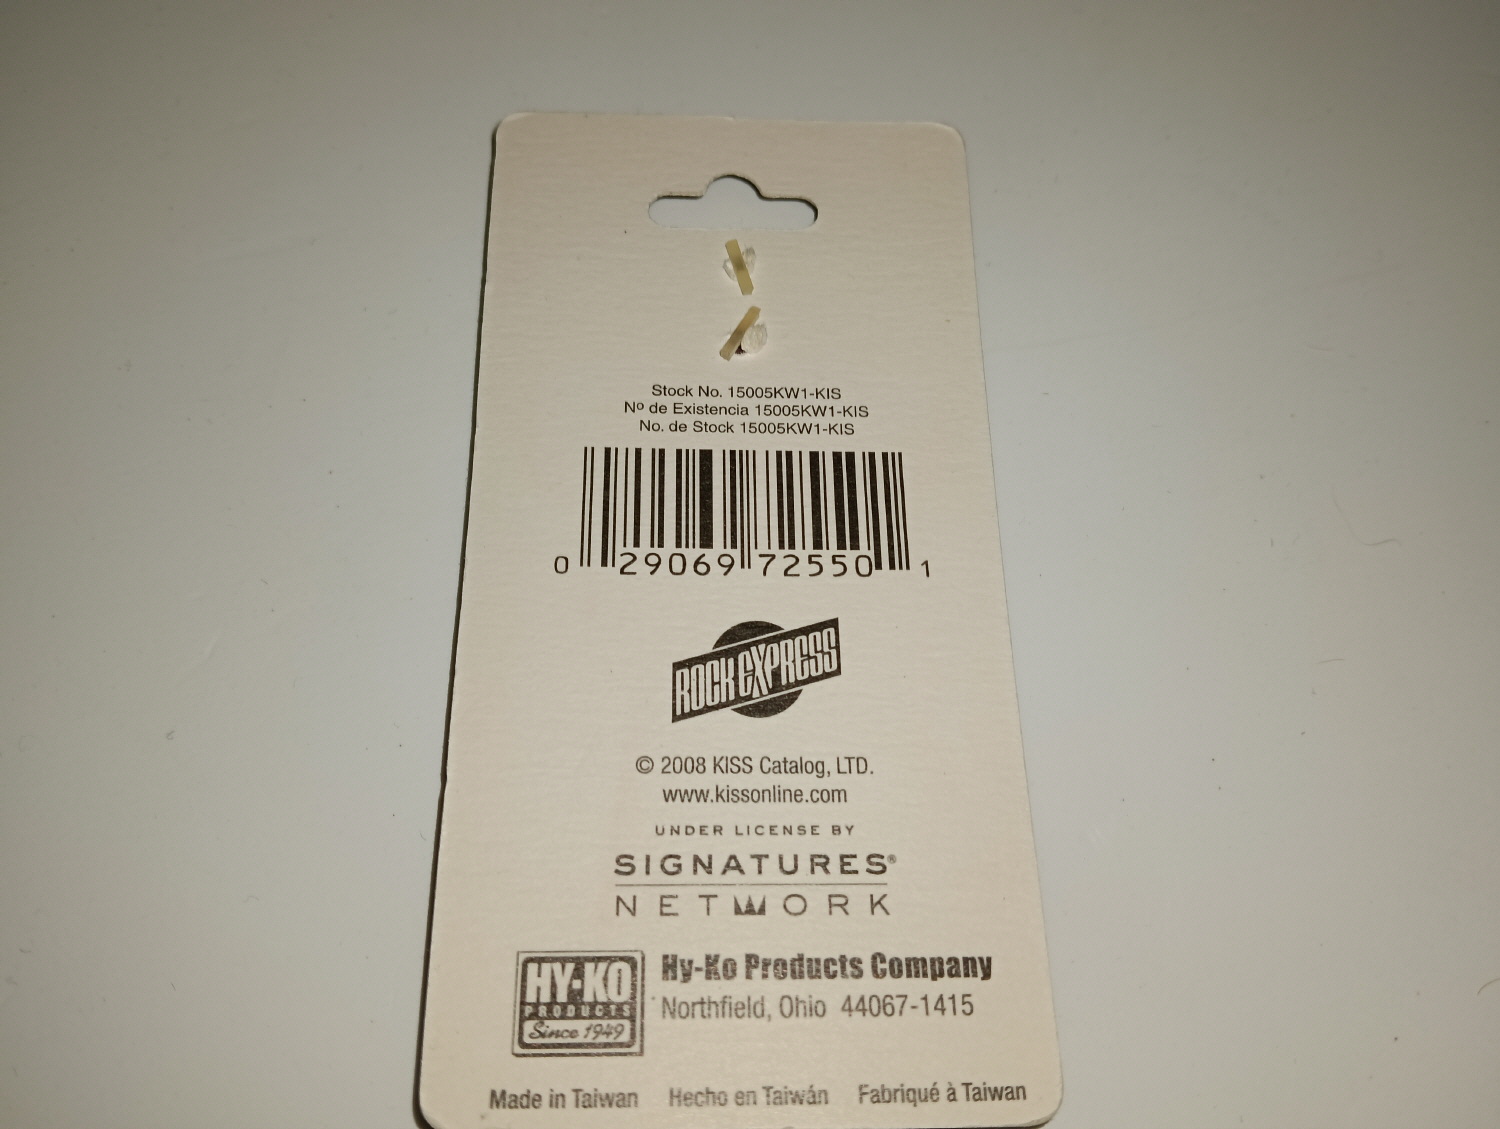 Stock No. 15005KW1-KIS
Nº de Existencia 15005KW1-KIS
No. de Stock 15005KW1-KIS
0 29069 72550 1
ROCK EXPRESS
© 2008 KISS Catalog, LTD.
www.kissonline.com
UNDER LICENSE BY
SIGNATURES®
NETWORK
HY-KO
PRODUCTS
Since 1949
Hy-Ko Products Company
Northfield, Ohio 44067-1415
Made in Taiwan Hecho en Taiwán Fabriqué à Taiwan